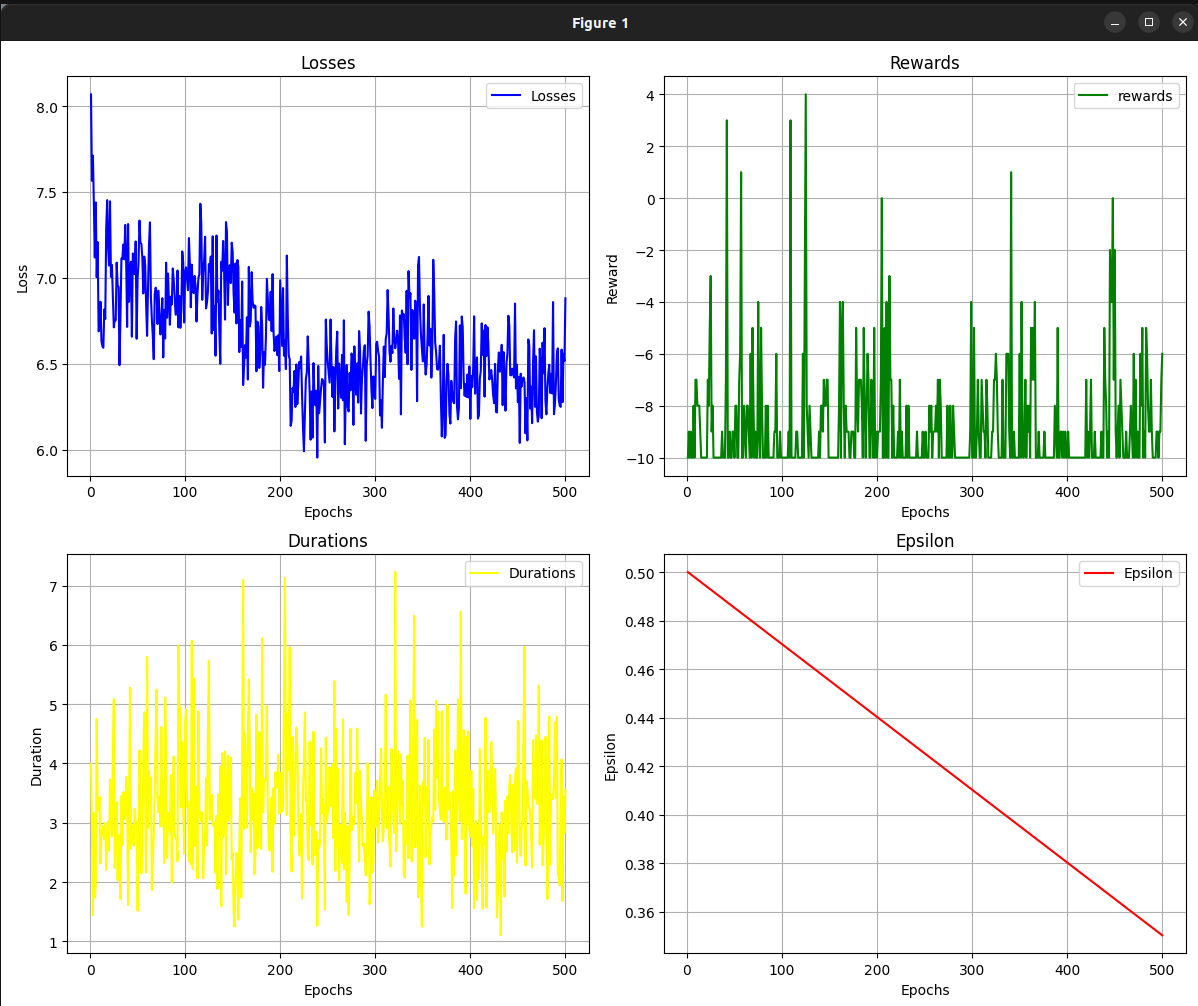 Figure 1
Losses
Losses
8.0
7.5
7.0
6.5
6.0
Loss
0 100 200 300 400 500
Epochs
Rewards
rewards
4
2
0
−2
−4
−6
−8
−10
Reward
0 100 200 300 400 500
Epochs
Durations
Durations
7
6
5
4
3
2
1
Duration
0 100 200 300 400 500
Epochs
Epsilon
Epsilon
0.50
0.48
0.46
0.44
0.42
0.40
0.38
0.36
Epsilon
0 100 200 300 400 500
Epochs